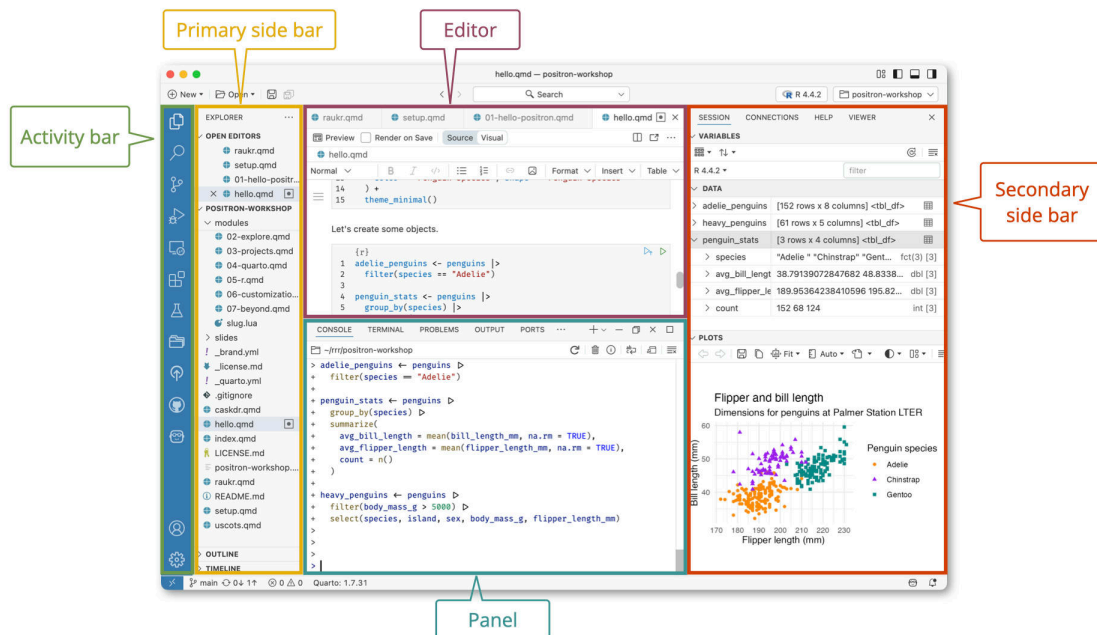 Primary side bar
Editor
Activity bar
Secondary
side bar
Panel
hello.qmd — positron-workshop
New
Open
Search
R 4.4.2
positron-workshop
EXPLORER
OPEN EDITORS
raukr.qmd
setup.qmd
01-hello-positr...
hello.qmd
POSITRON-WORKSHOP
modules
02-explore.qmd
03-projects.qmd
04-quarto.qmd
05-r.qmd
06-customizatio...
07-beyond.qmd
slug.lua
slides
! _brand.yml
_license.md
! _quarto.yml
.gitignore
caskdr.qmd
hello.qmd
index.qmd
LICENSE.md
positron-workshop....
raukr.qmd
README.md
setup.qmd
uscots.qmd
OUTLINE
TIMELINE
raukr.qmd setup.qmd 01-hello-positron.qmd hello.qmd
Preview Render on Save Source Visual
hello.qmd
Normal B I </> Format Insert Table
14 ) +
15 theme_minimal()
Let's create some objects.
{r}
1 adelie_penguins <- penguins |>
2 filter(species == "Adelie")
3
4 penguin_stats <- penguins |>
5 group_by(species) |>
CONSOLE TERMINAL PROBLEMS OUTPUT PORTS ...
~/rrr/positron-workshop
> adelie_penguins <- penguins |>
+ filter(species == "Adelie")
+
+ penguin_stats <- penguins |>
+ group_by(species) |>
+ summarize(
+ avg_bill_length = mean(bill_length_mm, na.rm = TRUE),
+ avg_flipper_length = mean(flipper_length_mm, na.rm = TRUE),
+ count = n()
+ )
+
+ heavy_penguins <- penguins |>
+ filter(body_mass_g > 5000) |>
+ select(species, island, sex, body_mass_g, flipper_length_mm)
>
>
>
SESSION CONNECTIONS HELP VIEWER
VARIABLES
R 4.4.2 filter
DATA
adelie_penguins [152 rows x 8 columns] <tbl_df>
heavy_penguins [61 rows x 5 columns] <tbl_df>
penguin_stats [3 rows x 4 columns] <tbl_df>
species "Adelie " "Chinstrap" "Gent... fct(3) [3]
avg_bill_lengt 38.79139072847682 48.8338... dbl [3]
avg_flipper_le 189.95364238410596 195.82... dbl [3]
count 152 68 124 int [3]
PLOTS
Fit Auto
Flipper and bill length
Dimensions for penguins at Palmer Station LTER
60
50
40
Bill length (mm)
170 180 190 200 210 220 230
Flipper length (mm)
Penguin species
Adelie
Chinstrap
Gentoo
main 0↓ 1↑ 0 0 Quarto: 1.7.31